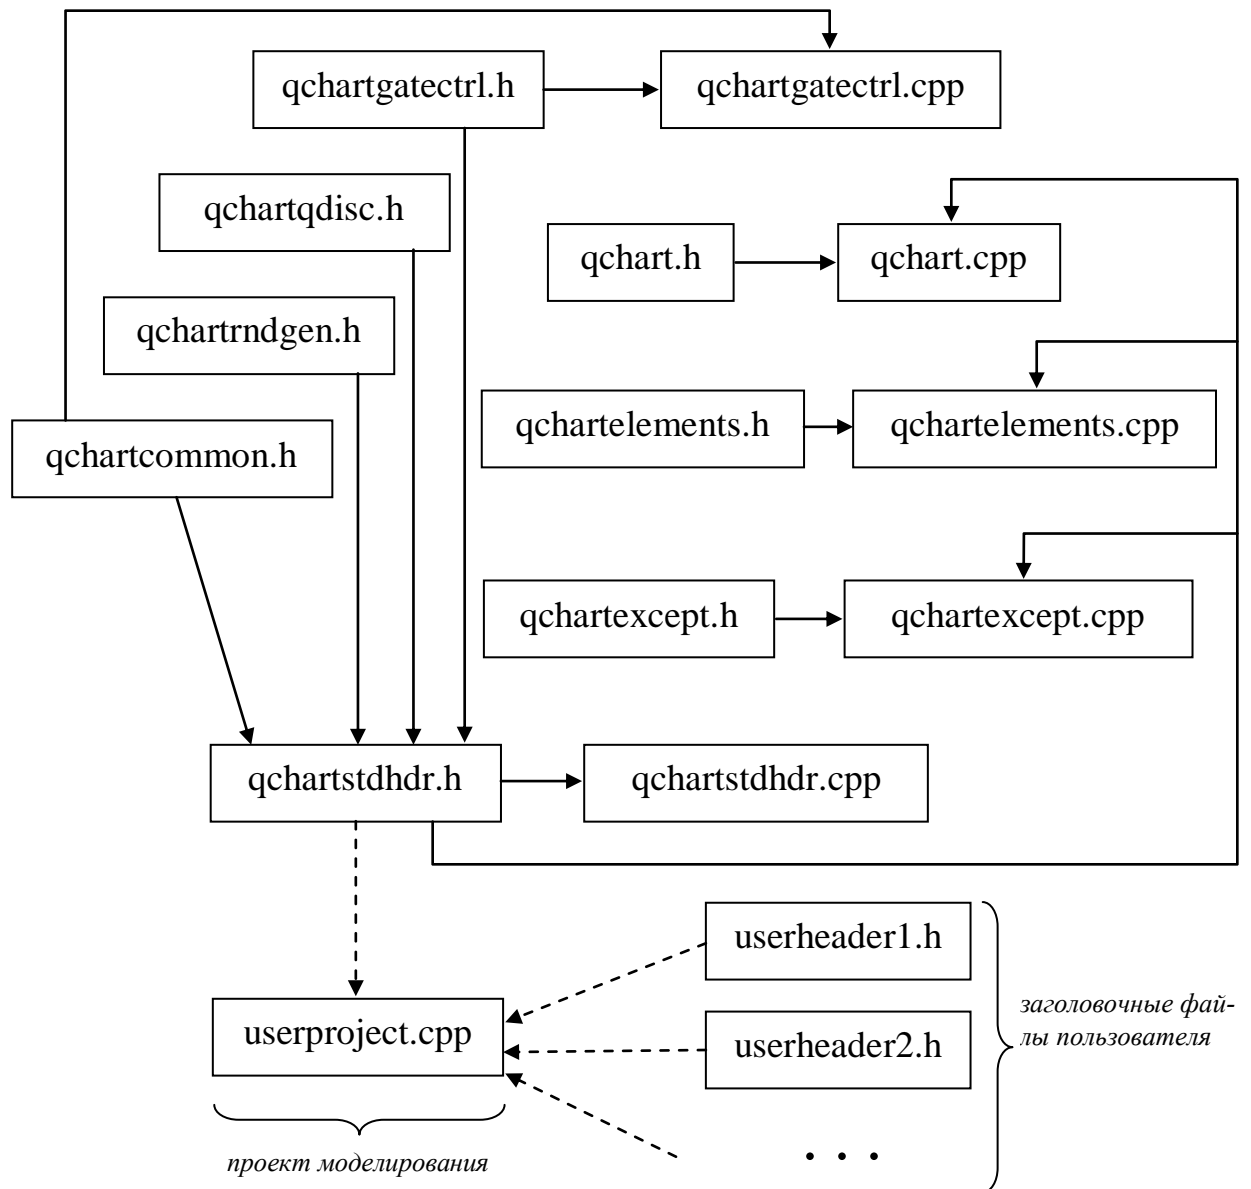 qchartgatectrl.h
qchartgatectrl.cpp
qchartqdisc.h
qchart.h
qchart.cpp
qchartrndgen.h
qchartelements.h
qchartelements.cpp
qchartcommon.h
qchartexcept.h
qchartexcept.cpp
qchartstdhdr.h
qchartstdhdr.cpp
userheader1.h
заголовочные фай-
лы пользователя
userproject.cpp
userheader2.h
проект моделирования
. . .